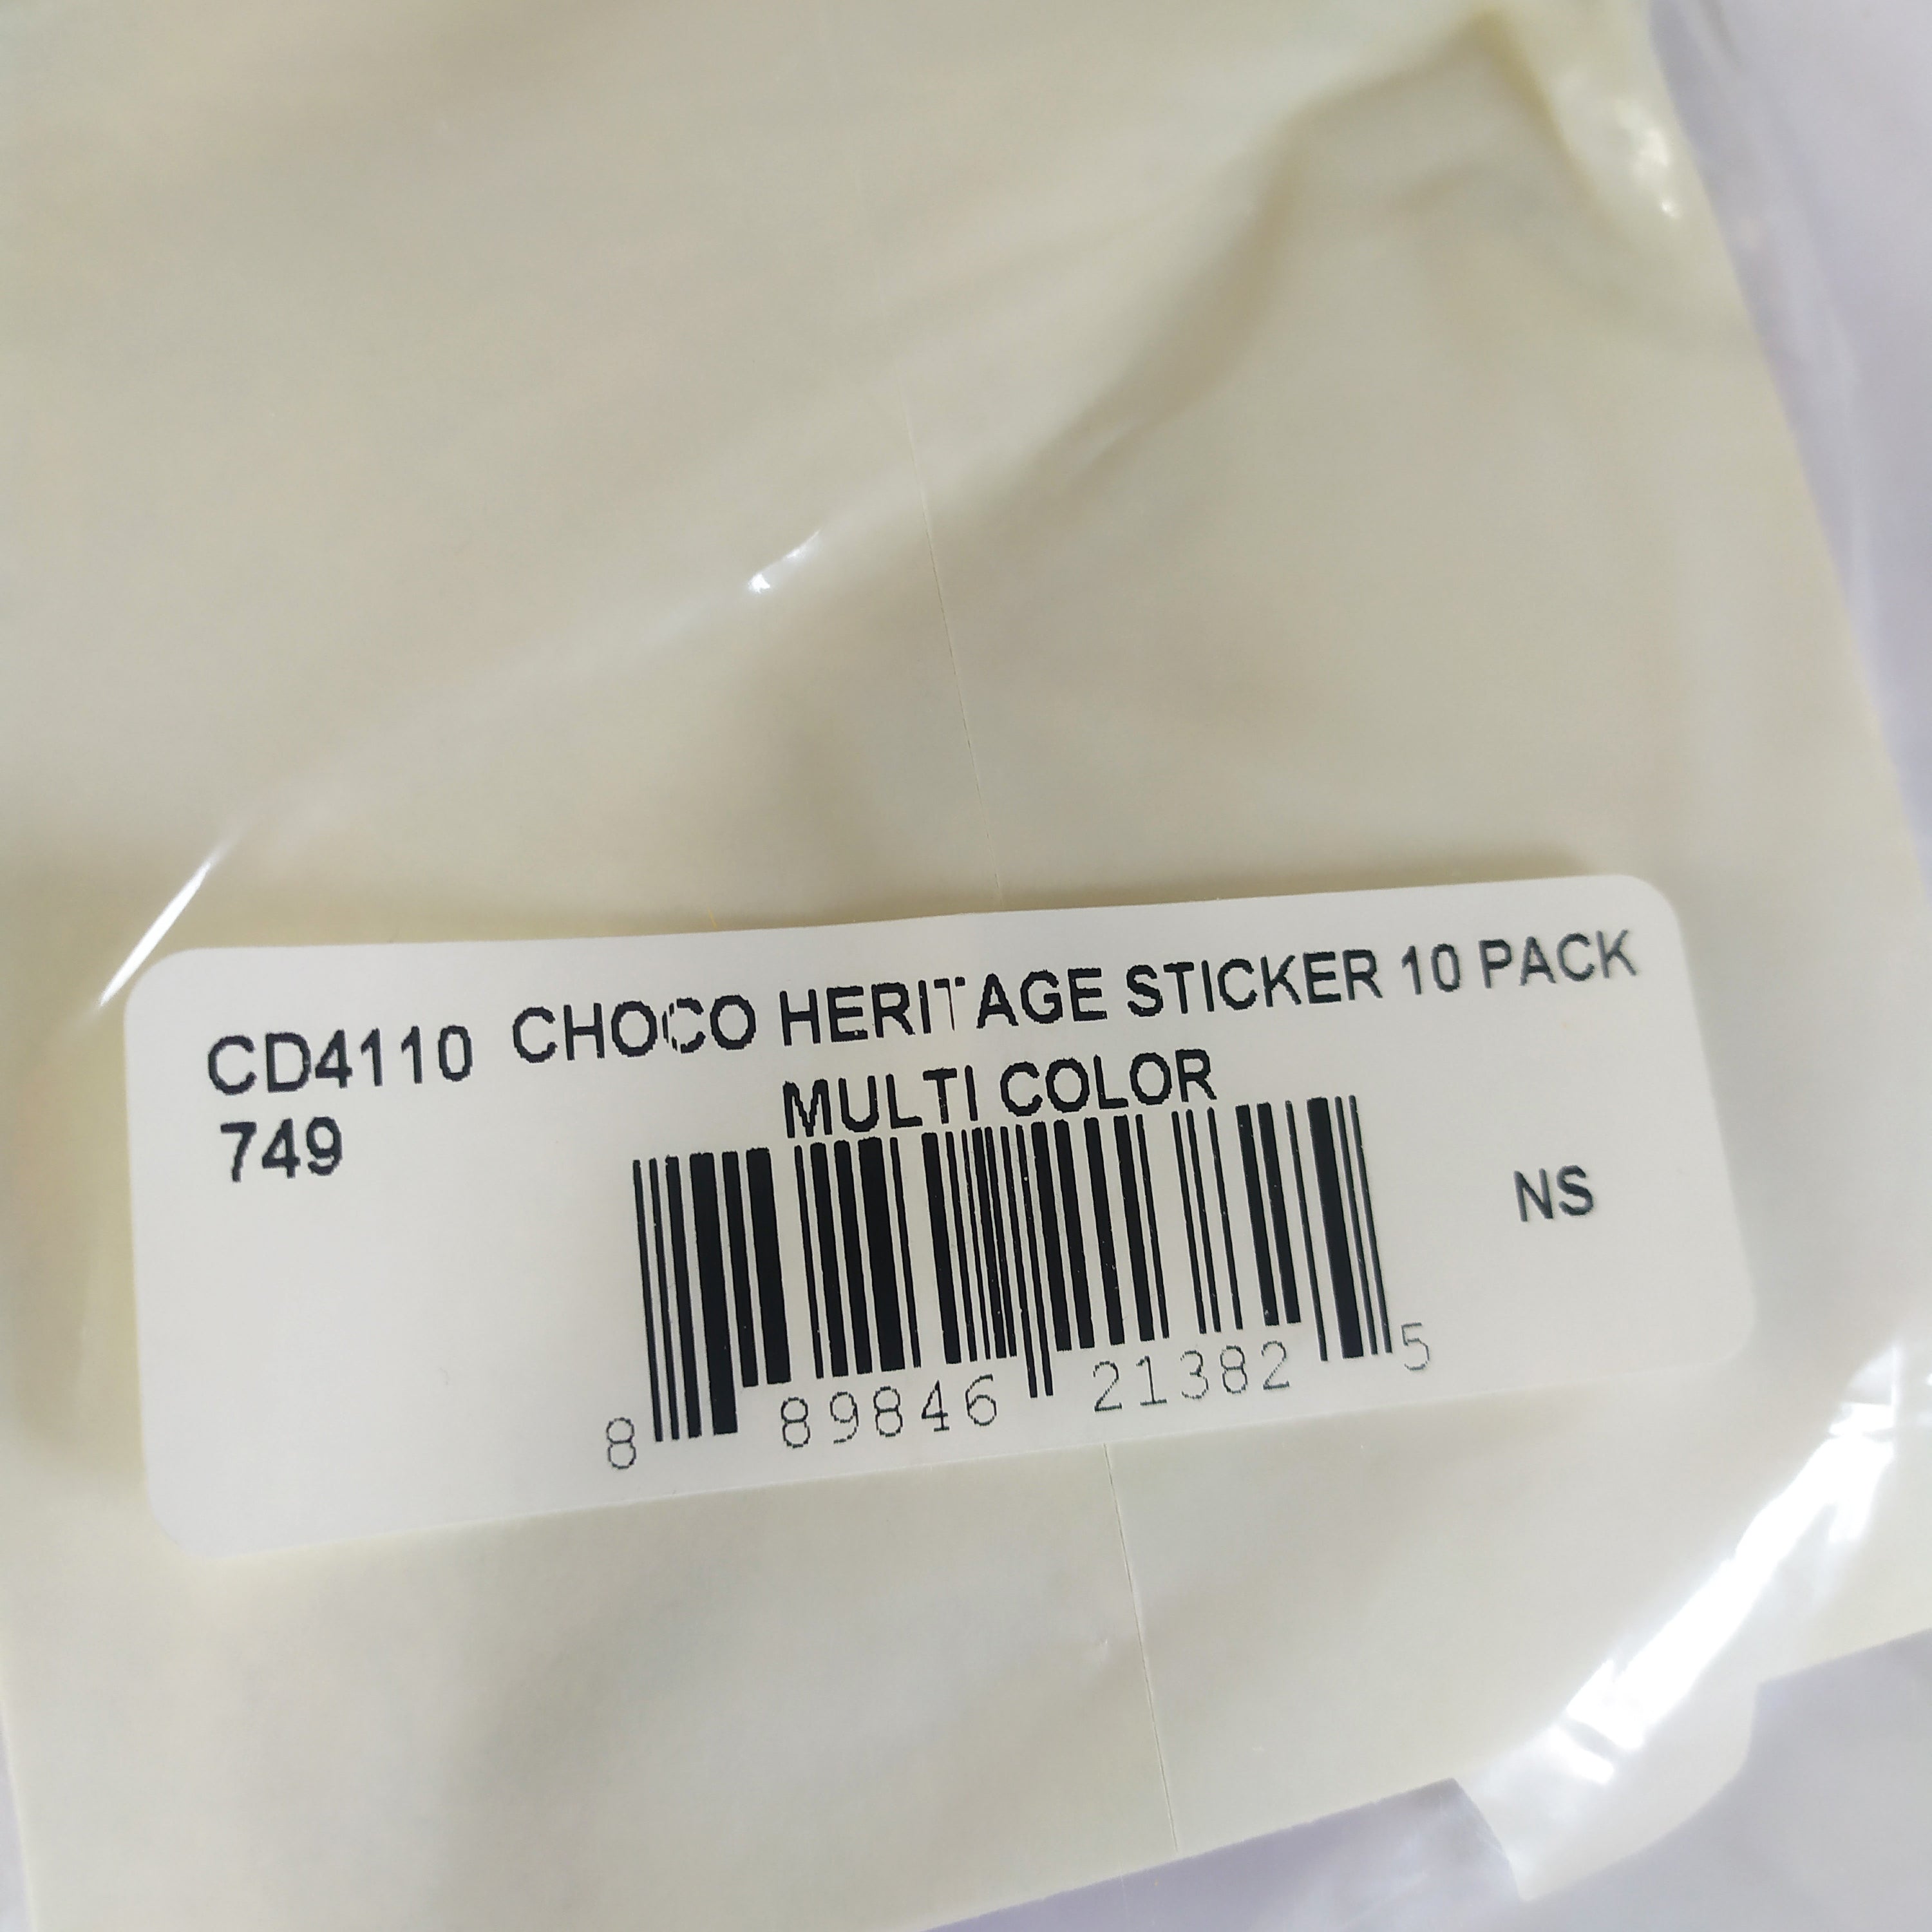 CD4110 CHOCO HERITAGE STICKER 10 PACK
749 MULTI COLOR
NS
8 89846 21382 5